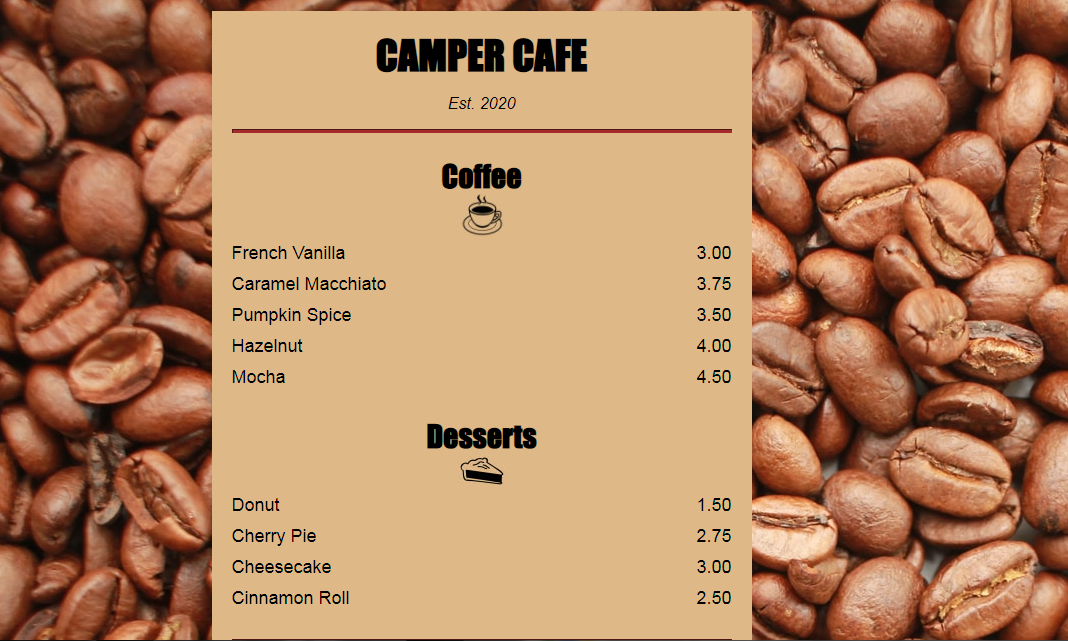 CAMPER CAFE
Est. 2020
Coffee
French Vanilla 3.00
Caramel Macchiato 3.75
Pumpkin Spice 3.50
Hazelnut 4.00
Mocha 4.50
Desserts
Donut 1.50
Cherry Pie 2.75
Cheesecake 3.00
Cinnamon Roll 2.50